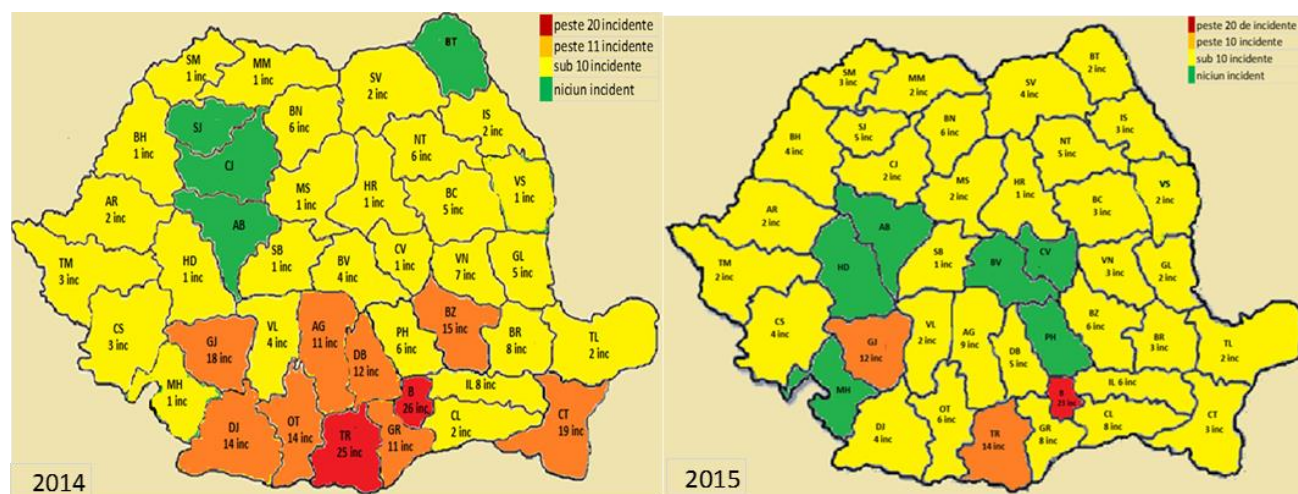 peste 20 incidente
peste 11 incidente
sub 10 incidente
niciun incident
BT
SM
1 inc
MM
1 inc
SV
2 inc
BN
6 inc
IS
2 inc
SJ
BH
1 inc
CJ
NT
6 inc
MS
1 inc
HR
1 inc
BC
5 inc
VS
1 inc
AR
2 inc
AB
TM
3 inc
HD
1 inc
SB
1 inc
BV
4 inc
CV
1 inc
VN
7 inc
GL
5 inc
CS
3 inc
GJ
18 inc
VL
4 inc
AG
11 inc
DB
12 inc
PH
6 inc
BZ
15 inc
BR
8 inc
TL
2 inc
MH
1 inc
DJ
14 inc
OT
14 inc
TR
25 inc
B
26 inc
GR
11 inc
IL 8 inc
CL
2 inc
CT
19 inc
2014
peste 20 de incidente
peste 10 incidente
sub 10 incidente
niciun incident
BT
2 inc
SM
3 inc
MM
2 inc
SV
4 inc
SJ
5 inc
BN
6 inc
IS
3 inc
BH
4 inc
CJ
2 inc
NT
5 inc
MS
2 inc
HR
1 inc
BC
3 inc
VS
2 inc
AR
2 inc
AB
TM
2 inc
HD
SB
1 inc
BV
CV
VN
3 inc
GL
2 inc
CS
4 inc
GJ
12 inc
VL
2 inc
AG
9 inc
DB
5 inc
PH
BZ
6 inc
BR
3 inc
TL
2 inc
MH
DJ
4 inc
OT
6 inc
TR
14 inc
B
inc
GR
8 inc
IL 6 inc
CL
8 inc
CT
3 inc
2015